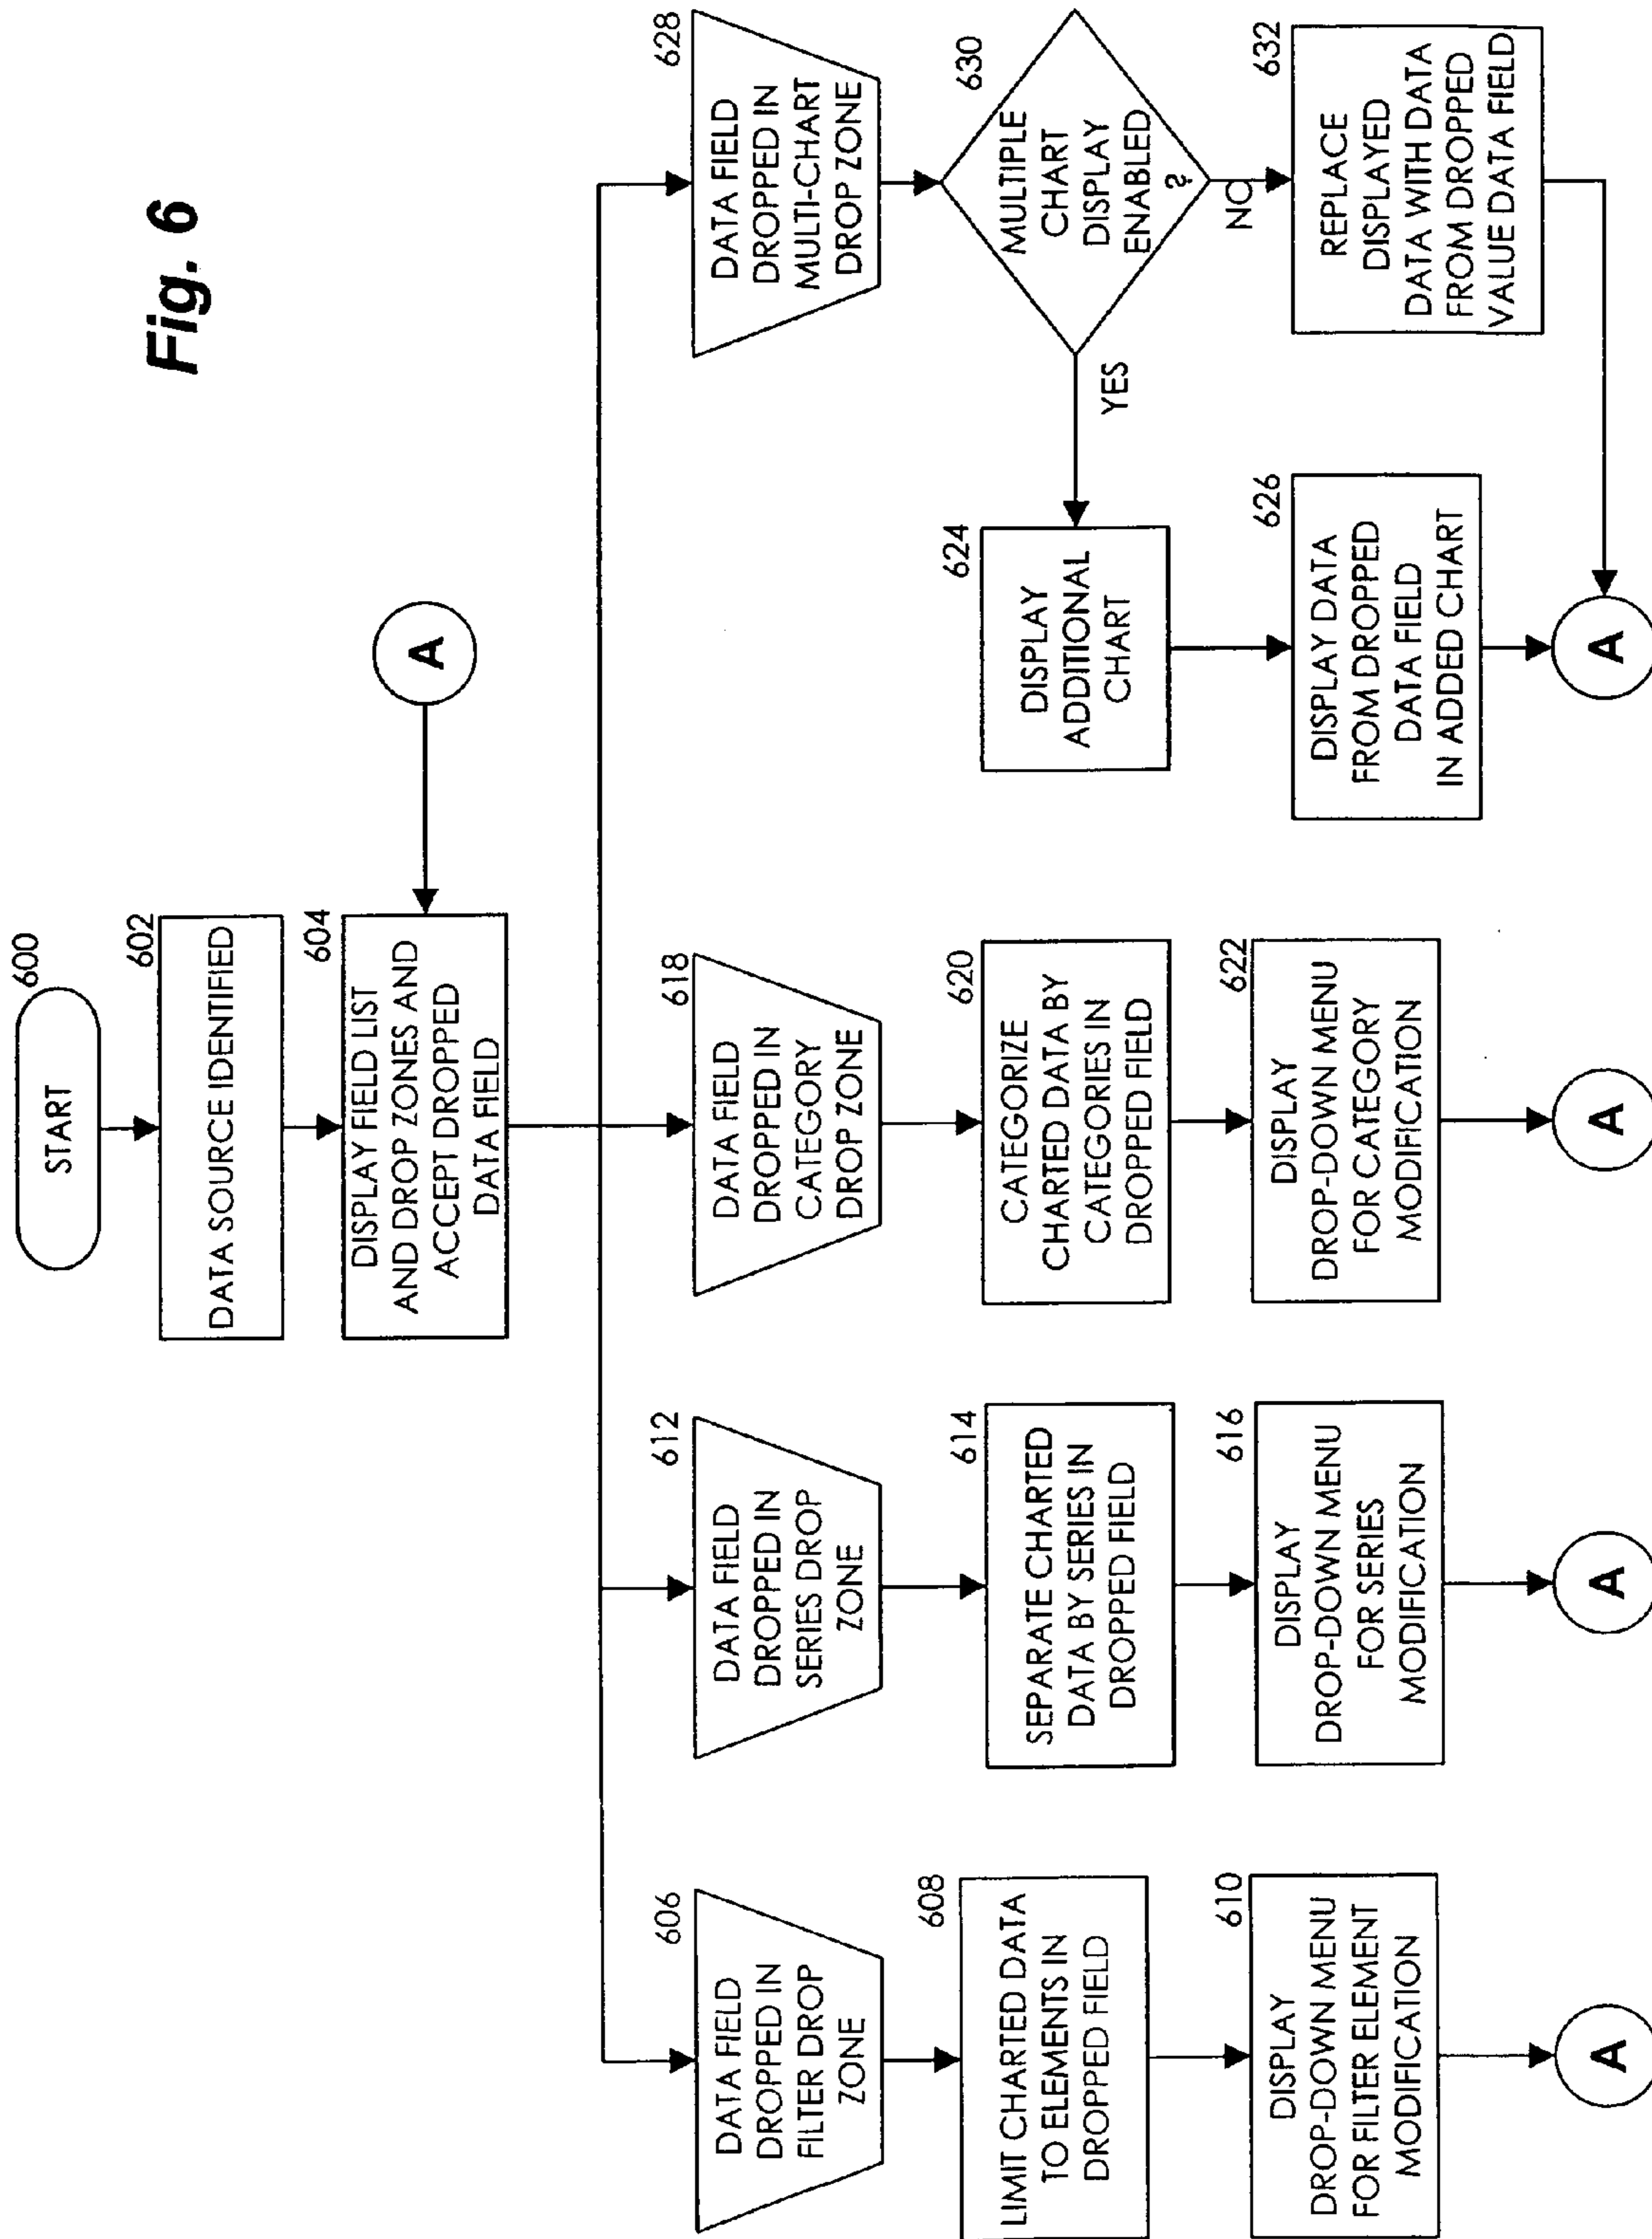 Fig. 6
600
START
602
DATA SOURCE IDENTIFIED
604
DISPLAY FIELD LIST
AND DROP ZONES AND
ACCEPT DROPPED
DATA FIELD
A
606
DATA FIELD
DROPPED IN
FILTER DROP
ZONE
608
LIMIT CHARTED DATA
TO ELEMENTS IN
DROPPED FIELD
610
DISPLAY
DROP-DOWN MENU
FOR FILTER ELEMENT
MODIFICATION
A
612
DATA FIELD
DROPPED IN
SERIES DROP
ZONE
614
SEPARATE CHARTED
DATA BY SERIES IN
DROPPED FIELD
616
DISPLAY
DROP-DOWN MENU
FOR SERIES
MODIFICATION
A
618
DATA FIELD
DROPPED IN
CATEGORY
DROP ZONE
620
CATEGORIZE
CHARTED DATA BY
CATEGORIES IN
DROPPED FIELD
622
DISPLAY
DROP-DOWN MENU
FOR CATEGORY
MODIFICATION
A
628
DATA FIELD
DROPPED IN
MULTI-CHART
DROP ZONE
630
MULTIPLE
CHART
DISPLAY
ENABLED
?
YES
NO
624
DISPLAY
ADDITIONAL
CHART
626
DISPLAY DATA
FROM DROPPED
DATA FIELD
IN ADDED CHART
632
REPLACE
DISPLAYED
DATA WITH DATA
FROM DROPPED
VALUE DATA FIELD
A